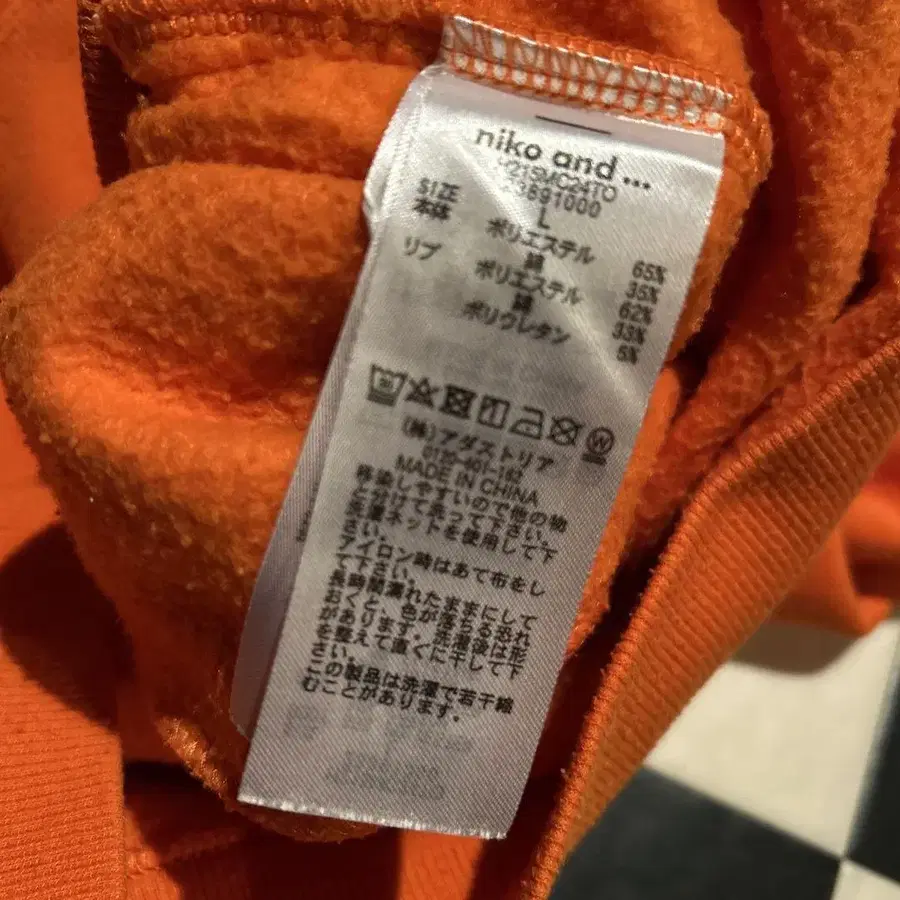 niko and ...
SIZE L
本体 ポリエステル 65%
綿 35%
リブ ポリエステル 62%
綿 33%
ポリウレタン 5%
W
(株)アダストリア
MADE IN CHINA
移染しやすいので他の物
と分けて洗って下さい。
洗濯ネットを使用して下
さい。
アイロン時はあて布をし
て下さい。
長時間濡れたままにして
おくと、色が落ちる恐れ
があります。洗濯後は形
を整えて直ぐに干して下
さい。
この製品は洗濯で若干縮
むことがあります。